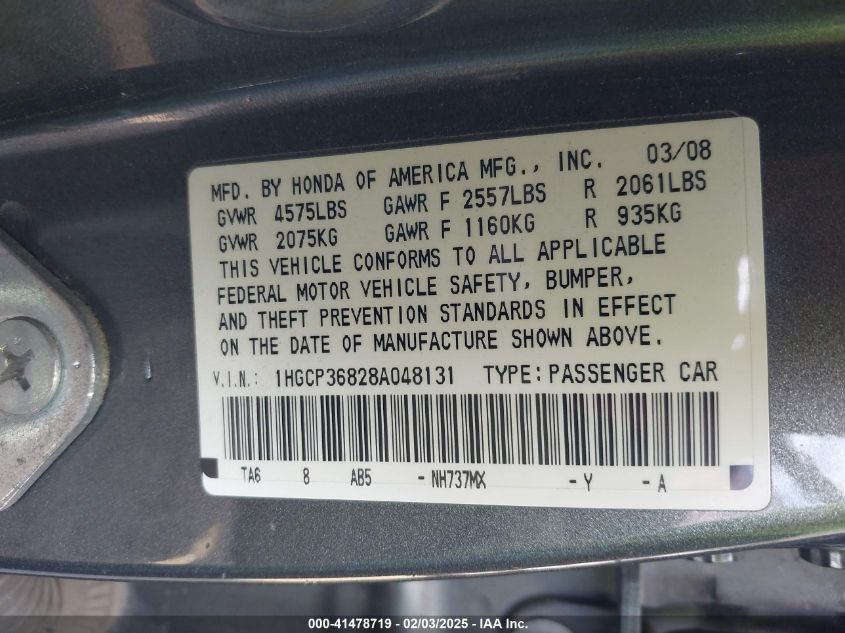 MFD. BY HONDA OF AMERICA MFG., INC. 03/08
GVWR 4575LBS GAWR F 2557LBS R 2061LBS
GVWR 2075KG GAWR F 1160KG R 935KG
THIS VEHICLE CONFORMS TO ALL APPLICABLE
FEDERAL MOTOR VEHICLE SAFETY, BUMPER,
AND THEFT PREVENTION STANDARDS IN EFFECT
ON THE DATE OF MANUFACTURE SHOWN ABOVE.
V.I.N.: 1HGCP36828A048131 TYPE:PASSENGER CAR
TA6 8 AB5 -NH737MX -Y -A
000-41478719 - 02/03/2025 - IAA Inc.